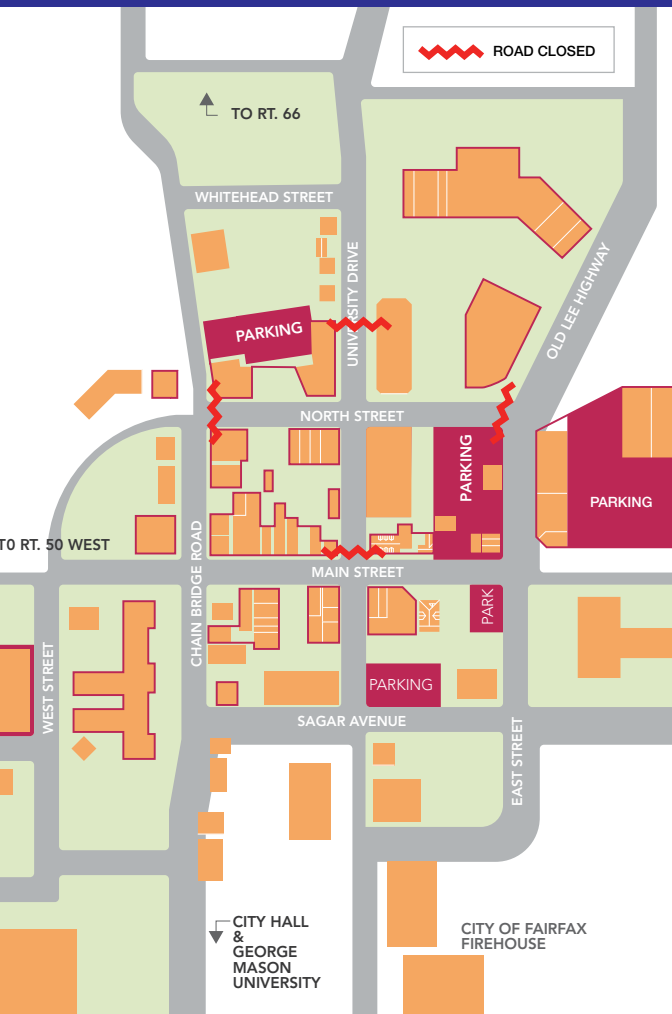 ROAD CLOSED
TO RT. 66
WHITEHEAD STREET
UNIVERSITY DRIVE
OLD LEE HIGHWAY
PARKING
NORTH STREET
PARKING
PARKING
T0 RT. 50 WEST
CHAIN BRIDGE ROAD
MAIN STREET
PARK
WEST STREET
PARKING
SAGAR AVENUE
EAST STREET
CITY HALL
&
GEORGE
MASON
UNIVERSITY
CITY OF FAIRFAX
FIREHOUSE